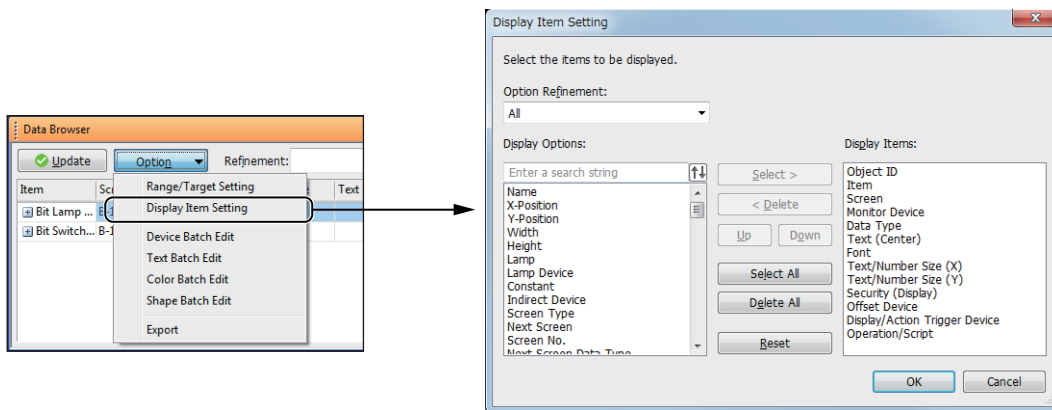 Data Browser
Update Option Refinement:
Item Text
Range/Target Setting
Bit Lamp ...
Display Item Setting
Bit Switch... B-1
Device Batch Edit
Text Batch Edit
Color Batch Edit
Shape Batch Edit
Export
Display Item Setting
Select the items to be displayed.
Option Refinement:
All
Display Options:
Enter a search string
Name
X-Position
Y-Position
Width
Height
Lamp
Lamp Device
Constant
Indirect Device
Screen Type
Next Screen
Screen No.
Next Screen Data Type
Select >
< Delete
Up Down
Select All
Delete All
Reset
Display Items:
Object ID
Item
Screen
Monitor Device
Data Type
Text (Center)
Font
Text/Number Size (X)
Text/Number Size (Y)
Security (Display)
Offset Device
Display/Action Trigger Device
Operation/Script
OK Cancel